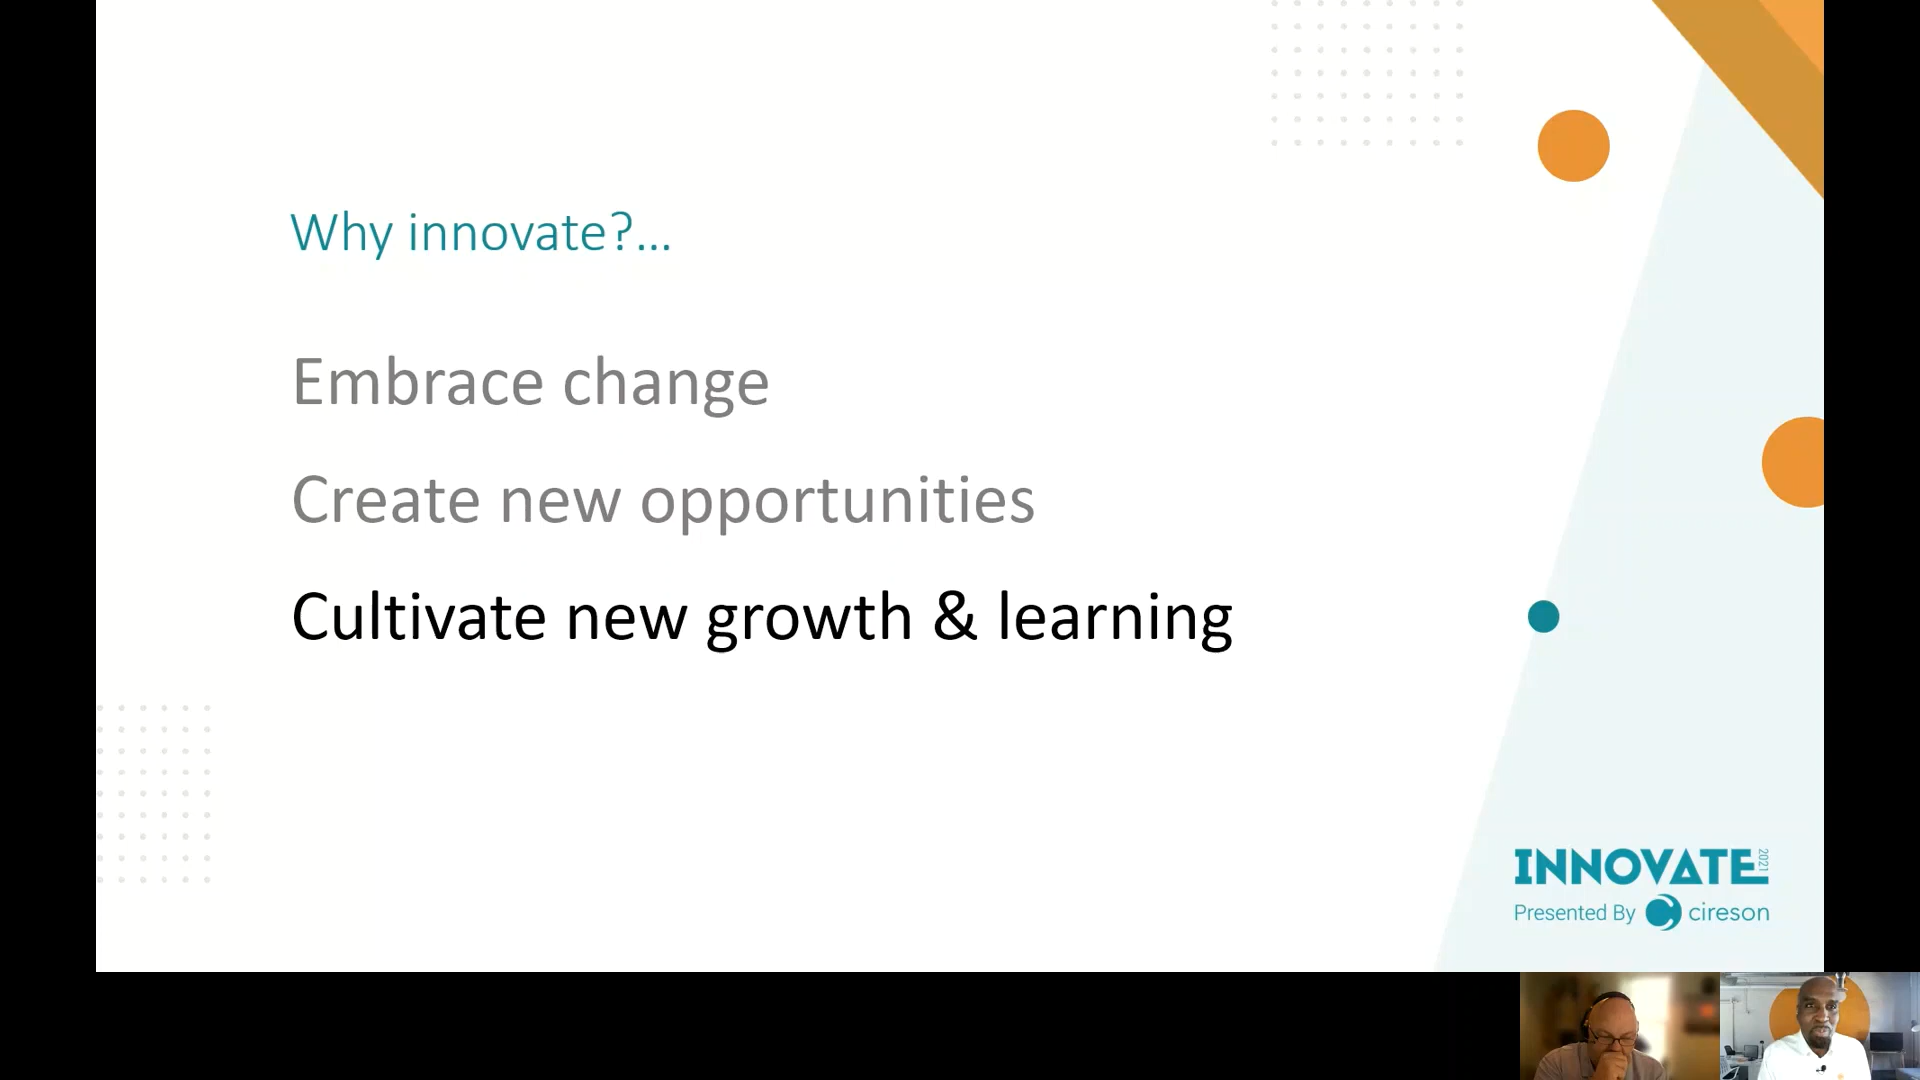 Why innovate?...
Embrace change
Create new opportunities
Cultivate new growth & learning
INNOVATE 2021
Presented By cireson